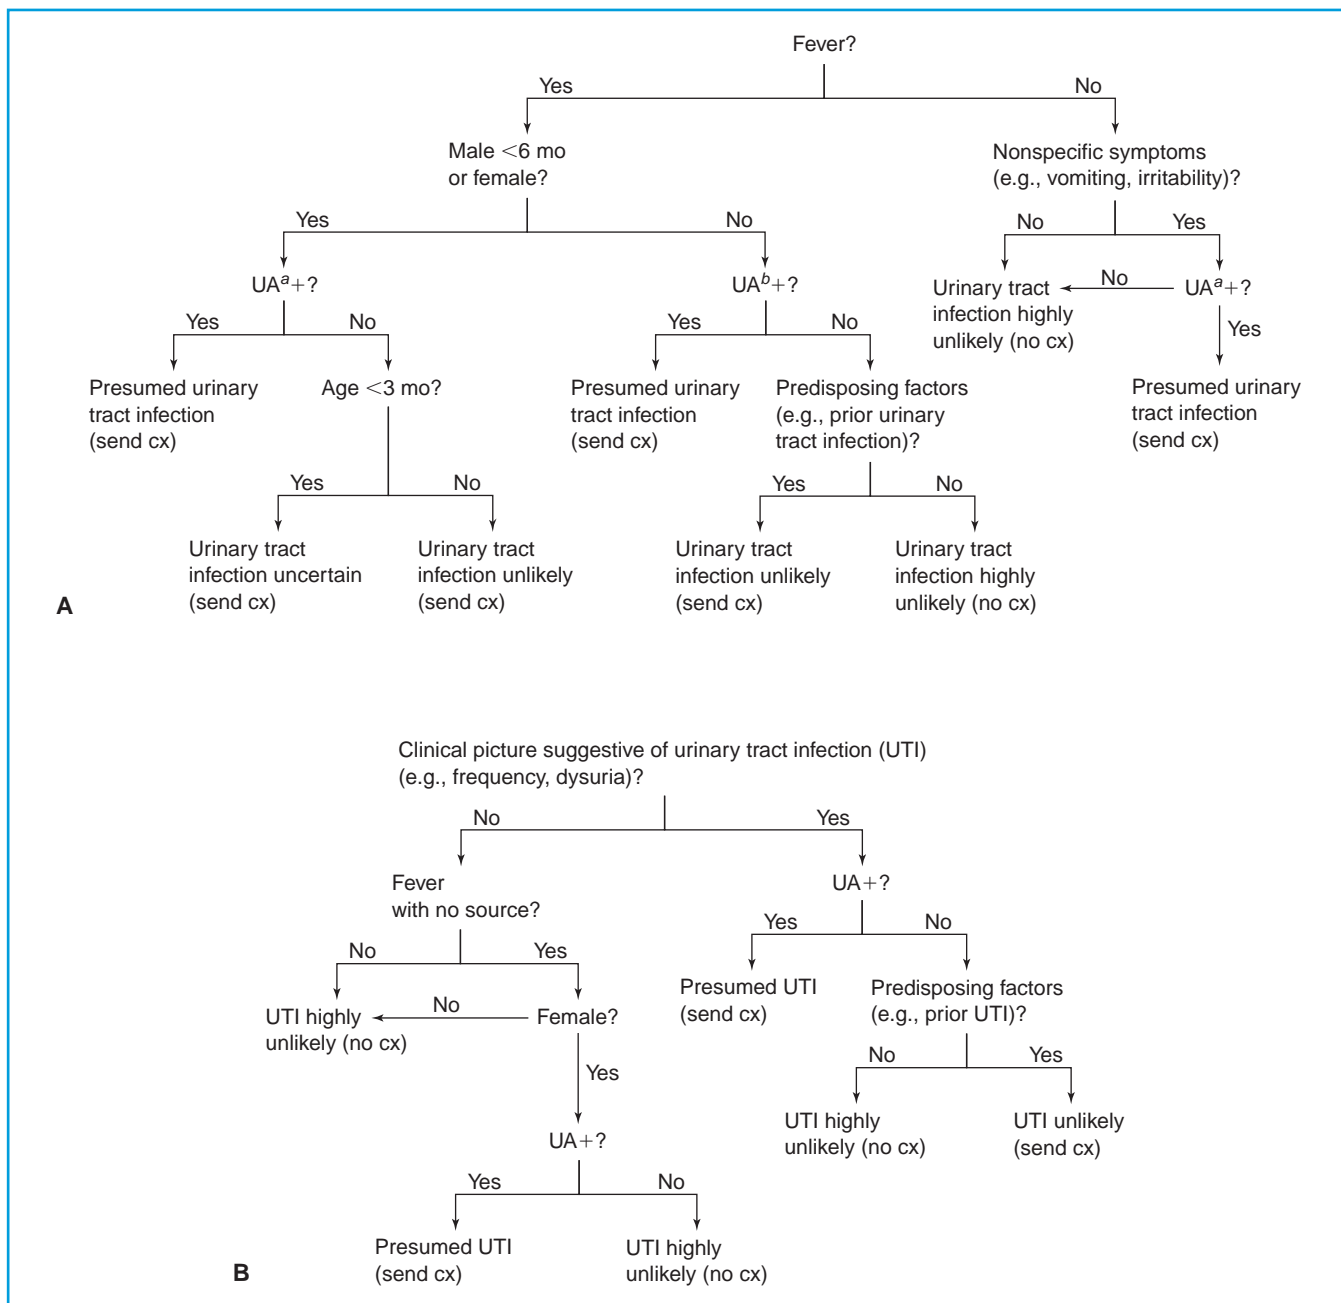 Fever?
Yes
No
Male <6 mo
or female?
Nonspecific symptoms
(e.g., vomiting, irritability)?
Yes
No
No
Yes
UAa+?
UAb+?
Urinary tract
infection highly
unlikely (no cx)
No
UAa+?
Yes
No
Yes
No
Yes
Presumed urinary
tract infection
(send cx)
Age <3 mo?
Presumed urinary
tract infection
(send cx)
Predisposing factors
(e.g., prior urinary
tract infection)?
Presumed urinary
tract infection
(send cx)
Yes
No
Yes
No
Urinary tract
infection uncertain
(send cx)
Urinary tract
infection unlikely
(send cx)
Urinary tract
infection unlikely
(send cx)
Urinary tract
infection highly
unlikely (no cx)
A
Clinical picture suggestive of urinary tract infection (UTI)
(e.g., frequency, dysuria)?
No
Yes
Fever
with no source?
UA+?
No
Yes
Yes
No
UTI highly
unlikely (no cx)
No
Female?
Presumed UTI
(send cx)
Predisposing factors
(e.g., prior UTI)?
Yes
No
Yes
UA+?
UTI highly
unlikely (no cx)
UTI unlikely
(send cx)
Yes
No
Presumed UTI
(send cx)
UTI highly
unlikely (no cx)
B